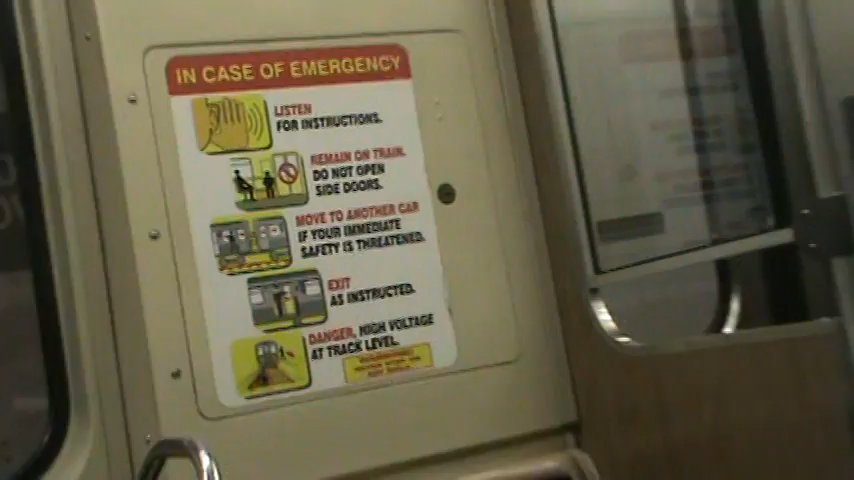 IN CASE OF EMERGENCY
LISTEN
FOR INSTRUCTIONS.
REMAIN ON TRAIN.
DO NOT OPEN
SIDE DOORS.
MOVE TO ANOTHER CAR
IF YOUR IMMEDIATE
SAFETY IS THREATENED.
EXIT
AS INSTRUCTED.
DANGER, HIGH VOLTAGE
AT TRACK LEVEL.